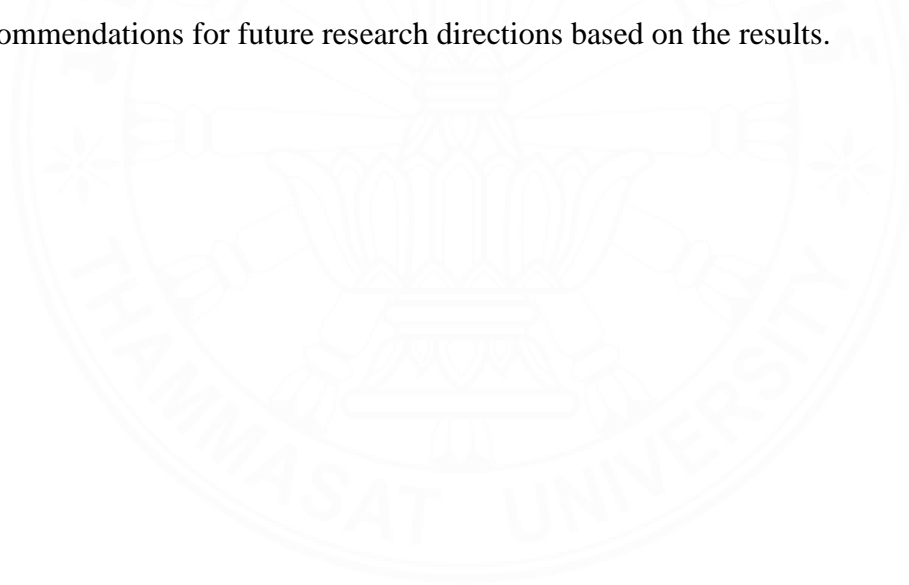 ommendations for future research directions based on the results.
THAMMASAT UNIVERSITY